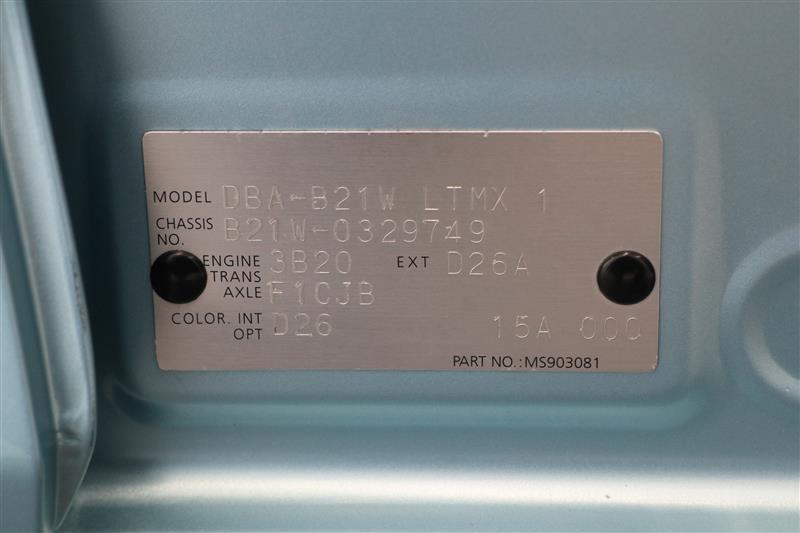 MODEL DBA-B21W LTMX 1
CHASSIS NO. B21W-0329749
ENGINE 3B20 EXT D26A
TRANS AXLE F1CJB
COLOR. INT OPT D26 15A 000
PART NO.: MS903081